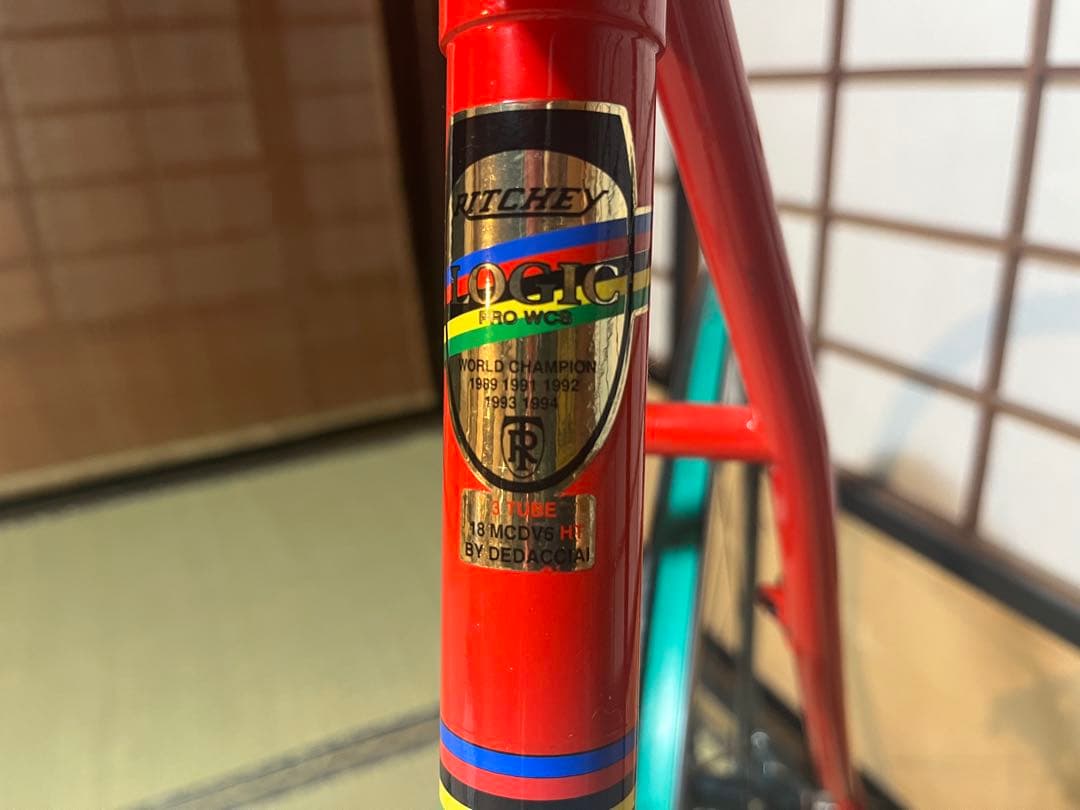 RITCHEY
LOGIC
PRO WCS
WORLD CHAMPION
1989 1991 1992
1993 1994
R
3 TUBE
18 MCDV6 HT
BY DEDACCIAI